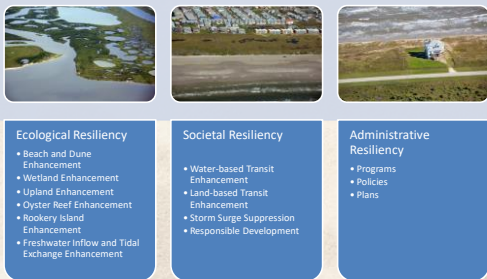 Ecological Resiliency
• Beach and Dune
Enhancement
• Wetland Enhancement
• Upland Enhancement
• Oyster Reef Enhancement
• Rookery Island
Enhancement
• Freshwater Inflow and Tidal
Exchange Enhancement
Societal Resiliency
• Water-based Transit
Enhancement
• Land-based Transit
Enhancement
• Storm Surge Suppression
• Responsible Development
Administrative
Resiliency
• Programs
• Policies
• Plans